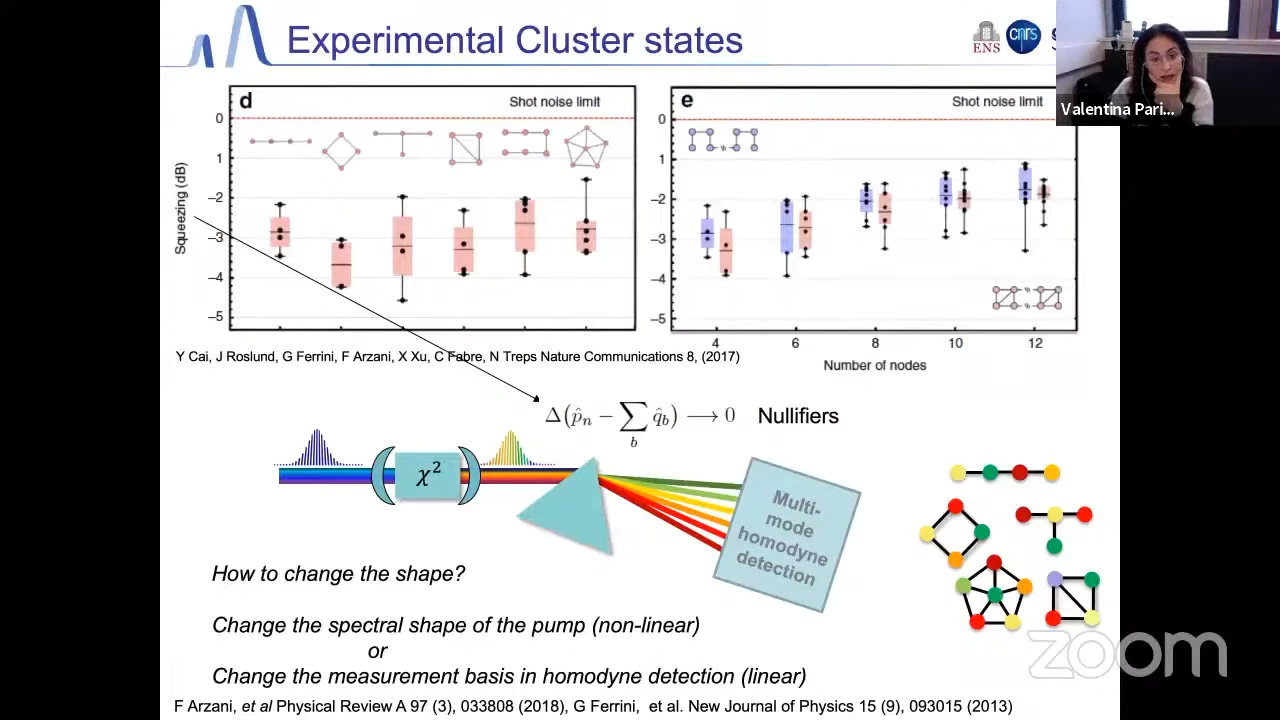 Experimental Cluster states
ENS
cnrs
Valentina Pari...
d
Shot noise limit
0
1
−2
−3
−4
−5
Squeezing (dB)
e
Shot noise limit
0
1
−2
−3
−4
−5
4 6 8 10 12
Number of nodes
Y Cai, J Roslund, G Ferrini, F Arzani, X Xu, C Fabre, N Treps Nature Communications 8, (2017)
Δ(p̂ₙ − ∑_b q̂_b) ⟶ 0 Nullifiers
χ²
Multi-
mode
homodyne
detection
How to change the shape?
Change the spectral shape of the pump (non-linear)
or
Change the measurement basis in homodyne detection (linear)
zoom
F Arzani, et al Physical Review A 97 (3), 033808 (2018), G Ferrini, et al. New Journal of Physics 15 (9), 093015 (2013)